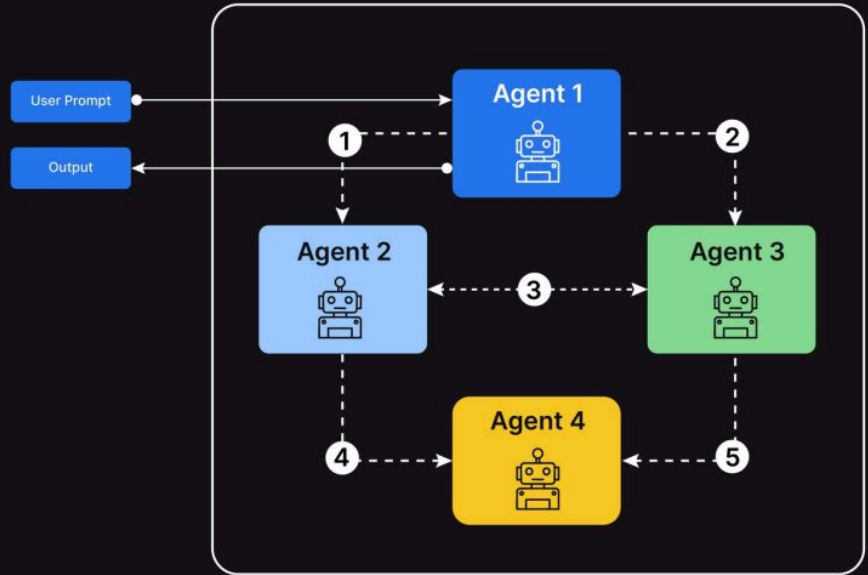 Agent 1
User Prompt
1
2
Output
Agent 2
Agent 3
3
Agent 4
4
5